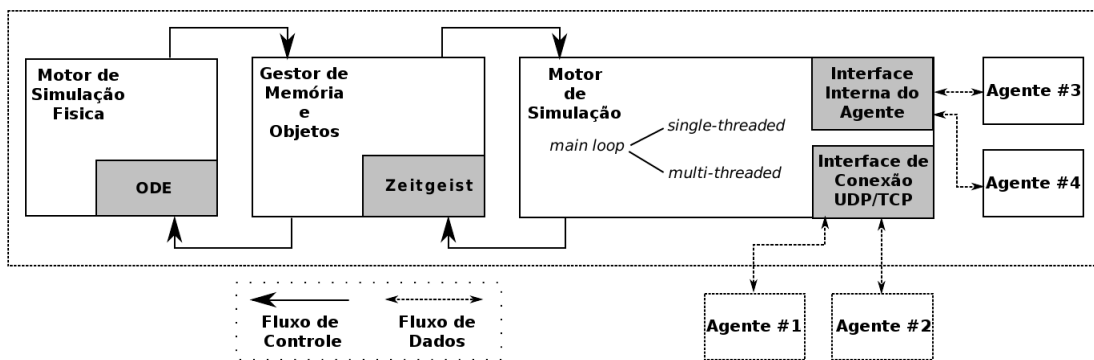 Motor de
Simulação
Fisica
ODE
Gestor de
Memória
e
Objetos
Zeitgeist
Motor
de
Simulação
main loop
single-threaded
multi-threaded
Interface
Interna do
Agente
Interface de
Conexão
UDP/TCP
Agente #3
Agente #4
Agente #1
Agente #2
Fluxo de
Controle
Fluxo de
Dados